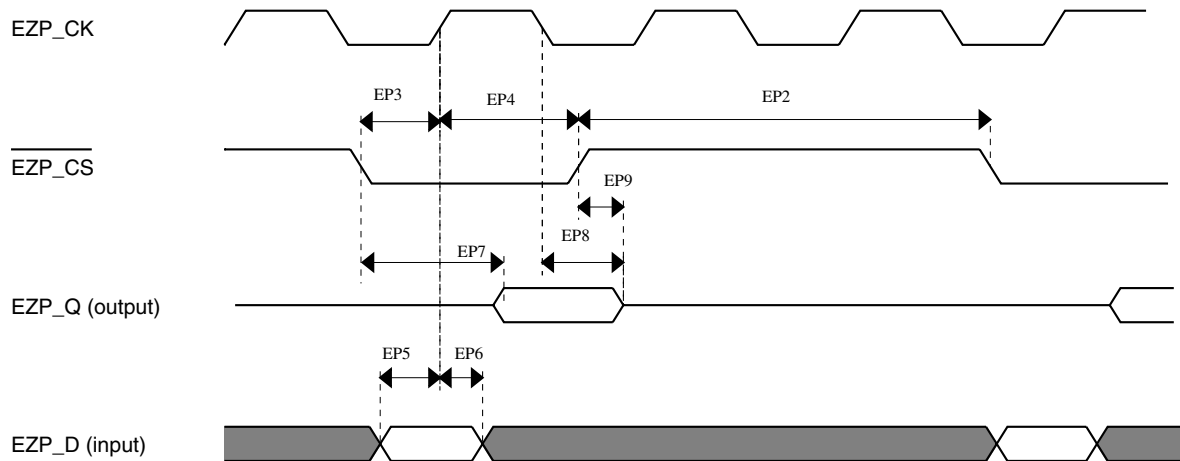 EZP_CK
EP3
EP4
EP2
EZP_CS
EP9
EP8
EP7
EZP_Q (output)
EP5
EP6
EZP_D (input)